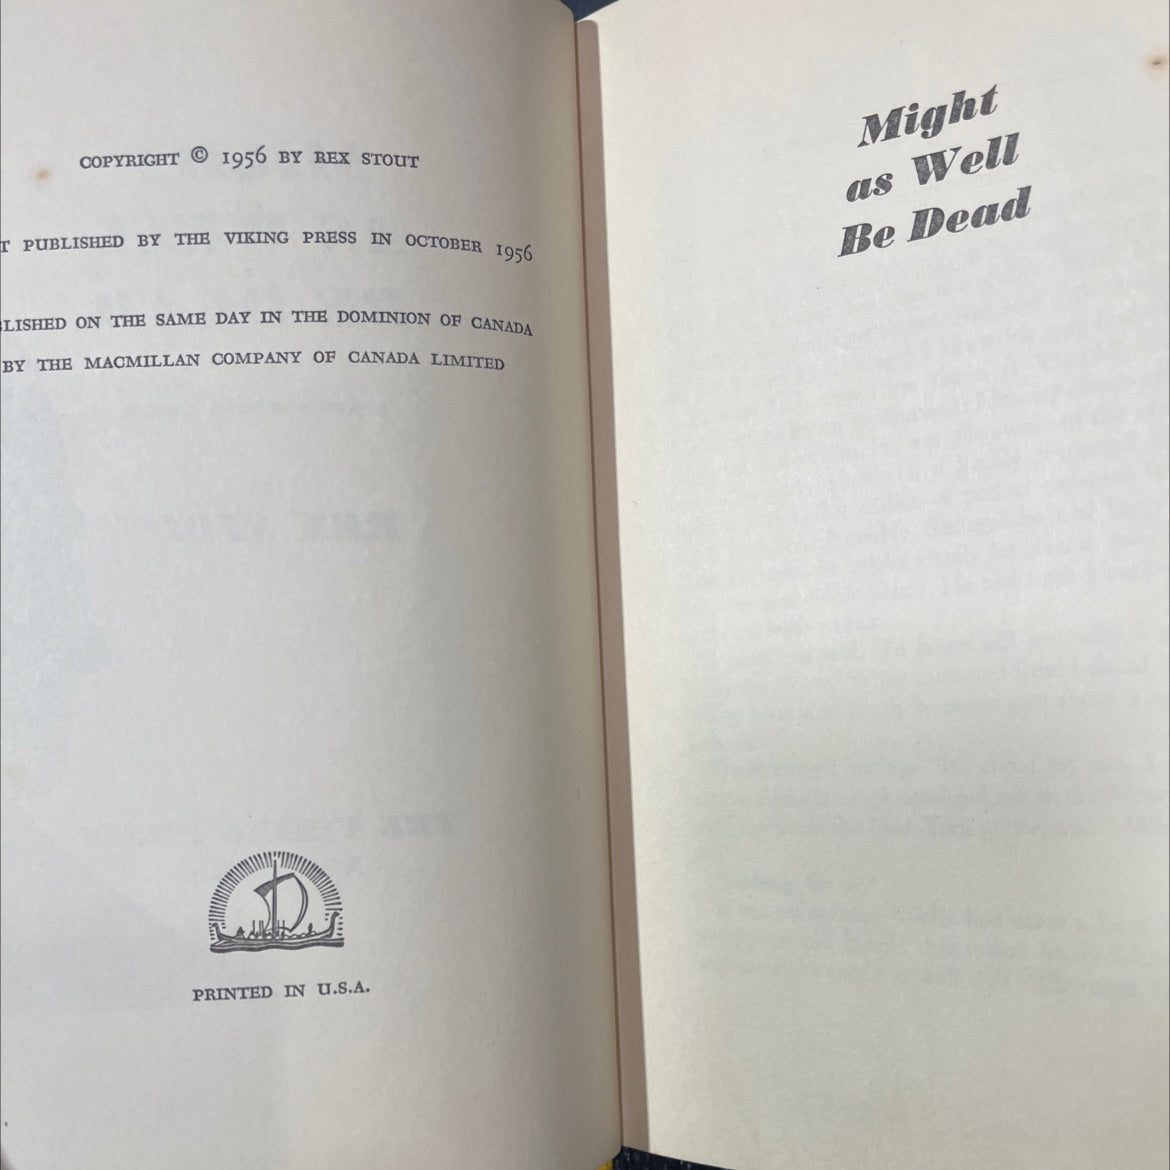 COPYRIGHT © 1956 BY REX STOUT
T PUBLISHED BY THE VIKING PRESS IN OCTOBER 1956
LISHED ON THE SAME DAY IN THE DOMINION OF CANADA
BY THE MACMILLAN COMPANY OF CANADA LIMITED
PRINTED IN U.S.A.
Might
as Well
Be Dead